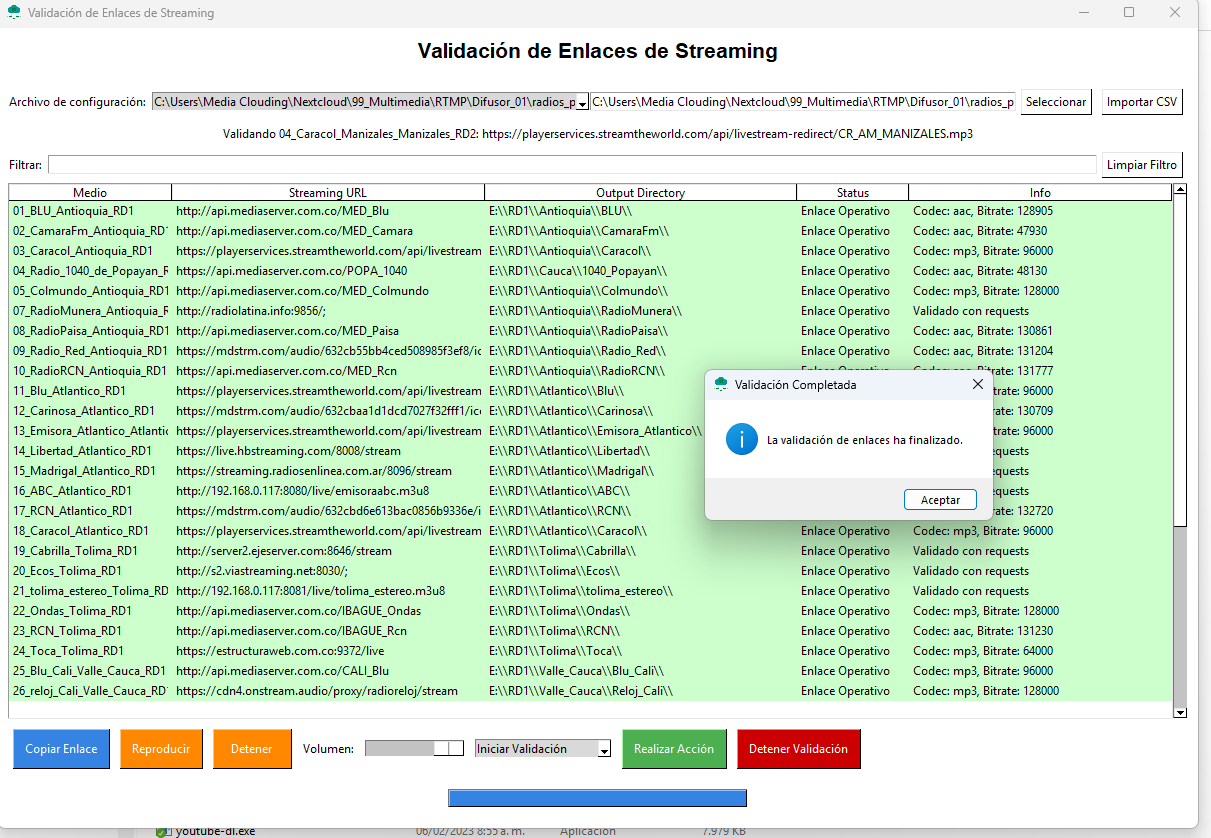 Validación de Enlaces de Streaming
Validación de Enlaces de Streaming
Archivo de configuración: C:\Users\Media Clouding\Nextcloud\99_Multimedia\RTMP\Difusor_01\radios_p C:\Users\Media Clouding\Nextcloud\99_Multimedia\RTMP\Difusor_01\radios_p Seleccionar Importar CSV
Validando 04_Caracol_Manizales_Manizales_RD2: https://playerservices.streamtheworld.com/api/livestream-redirect/CR_AM_MANIZALES.mp3
Filtrar: Limpiar Filtro
Medio Streaming URL Output Directory Status Info
01_BLU_Antioquia_RD1 http://api.mediaserver.com.co/MED_Blu E:\\RD1\\Antioquia\\BLU\\ Enlace Operativo Codec: aac, Bitrate: 128905
02_CamaraFm_Antioquia_RD1 http://api.mediaserver.com.co/MED_Camara E:\\RD1\\Antioquia\\CamaraFm\\ Enlace Operativo Codec: aac, Bitrate: 47930
03_Caracol_Antioquia_RD1 https://playerservices.streamtheworld.com/api/livestream E:\\RD1\\Antioquia\\Caracol\\ Enlace Operativo Codec: mp3, Bitrate: 96000
04_Radio_1040_de_Popayan_R https://api.mediaserver.com.co/POPA_1040 E:\\RD1\\Cauca\\1040_Popayan\\ Enlace Operativo Codec: aac, Bitrate: 48130
05_Colmundo_Antioquia_RD1 http://api.mediaserver.com.co/MED_Colmundo E:\\RD1\\Antioquia\\Colmundo\\ Enlace Operativo Codec: mp3, Bitrate: 128000
07_RadioMunera_Antioquia_R http://radiolatina.info:9856/; E:\\RD1\\Antioquia\\RadioMunera\\ Enlace Operativo Validado con requests
08_RadioPaisa_Antioquia_RD1 http://api.mediaserver.com.co/MED_Paisa E:\\RD1\\Antioquia\\RadioPaisa\\ Enlace Operativo Codec: aac, Bitrate: 130861
09_Radio_Red_Antioquia_RD1 https://mdstrm.com/audio/632cb55bb4ced508985f3ef8/ic E:\\RD1\\Antioquia\\Radio_Red\\ Enlace Operativo Codec: aac, Bitrate: 131204
10_RadioRCN_Antioquia_RD1 http://api.mediaserver.com.co/MED_Rcn E:\\RD1\\Antioquia\\RadioRCN\\ Enlace Operativo Codec: aac, Bitrate: 131777
11_Blu_Atlantico_RD1 https://playerservices.streamtheworld.com/api/livestream E:\\RD1\\Atlantico\\Blu\\ 96000
12_Carinosa_Atlantico_RD1 https://mdstrm.com/audio/632cbaa1d1dcd7027f32fff1/ice E:\\RD1\\Atlantico\\Carinosa\\ 130709
13_Emisora_Atlantico_Atlantic https://playerservices.streamtheworld.com/api/livestream E:\\RD1\\Atlantico\\Emisora_Atlantico\\ 96000
14_Libertad_Atlantico_RD1 https://live.hbstreaming.com/8008/stream E:\\RD1\\Atlantico\\Libertad\\ equests
15_Madrigal_Atlantico_RD1 https://streaming.radiosenlinea.com.ar/8096/stream E:\\RD1\\Atlantico\\Madrigal\\ equests
16_ABC_Atlantico_RD1 http://192.168.0.117:8080/live/emisoraabc.m3u8 E:\\RD1\\Atlantico\\ABC\\ equests
17_RCN_Atlantico_RD1 https://mdstrm.com/audio/632cbd6e613bac0856b9336e/i E:\\RD1\\Atlantico\\RCN\\ 132720
Validación Completada
La validación de enlaces ha finalizado.
Aceptar
18_Caracol_Atlantico_RD1 https://playerservices.streamtheworld.com/api/livestream E:\\RD1\\Atlantico\\Caracol\\ Enlace Operativo Codec: mp3, Bitrate: 96000
19_Cabrilla_Tolima_RD1 http://server2.ejeserver.com:8646/stream E:\\RD1\\Tolima\\Cabrilla\\ Enlace Operativo Validado con requests
20_Ecos_Tolima_RD1 http://s2.viastreaming.net:8030/; E:\\RD1\\Tolima\\Ecos\\ Enlace Operativo Validado con requests
21_tolima_estereo_Tolima_RD http://192.168.0.117:8081/live/tolima_estereo.m3u8 E:\\RD1\\Tolima\\tolima_estereo\\ Enlace Operativo Validado con requests
22_Ondas_Tolima_RD1 http://api.mediaserver.com.co/IBAGUE_Ondas E:\\RD1\\Tolima\\Ondas\\ Enlace Operativo Codec: mp3, Bitrate: 128000
23_RCN_Tolima_RD1 http://api.mediaserver.com.co/IBAGUE_Rcn E:\\RD1\\Tolima\\RCN\\ Enlace Operativo Codec: aac, Bitrate: 131230
24_Toca_Tolima_RD1 https://estructuraweb.com.co:9372/live E:\\RD1\\Tolima\\Toca\\ Enlace Operativo Codec: mp3, Bitrate: 64000
25_Blu_Cali_Valle_Cauca_RD1 http://api.mediaserver.com.co/CALI_Blu E:\\RD1\\Valle_Cauca\\Blu_Cali\\ Enlace Operativo Codec: mp3, Bitrate: 96000
26_reloj_Cali_Valle_Cauca_RD1 https://cdn4.onstream.audio/proxy/radioreloj/stream E:\\RD1\\Valle_Cauca\\Reloj_Cali\\ Enlace Operativo Codec: mp3, Bitrate: 128000
Copiar Enlace Reproducir Detener Volumen: Iniciar Validación Realizar Acción Detener Validación
youtube-dl.exe 06/02/2023 8:55 a. m. Aplicación 7.979 KB